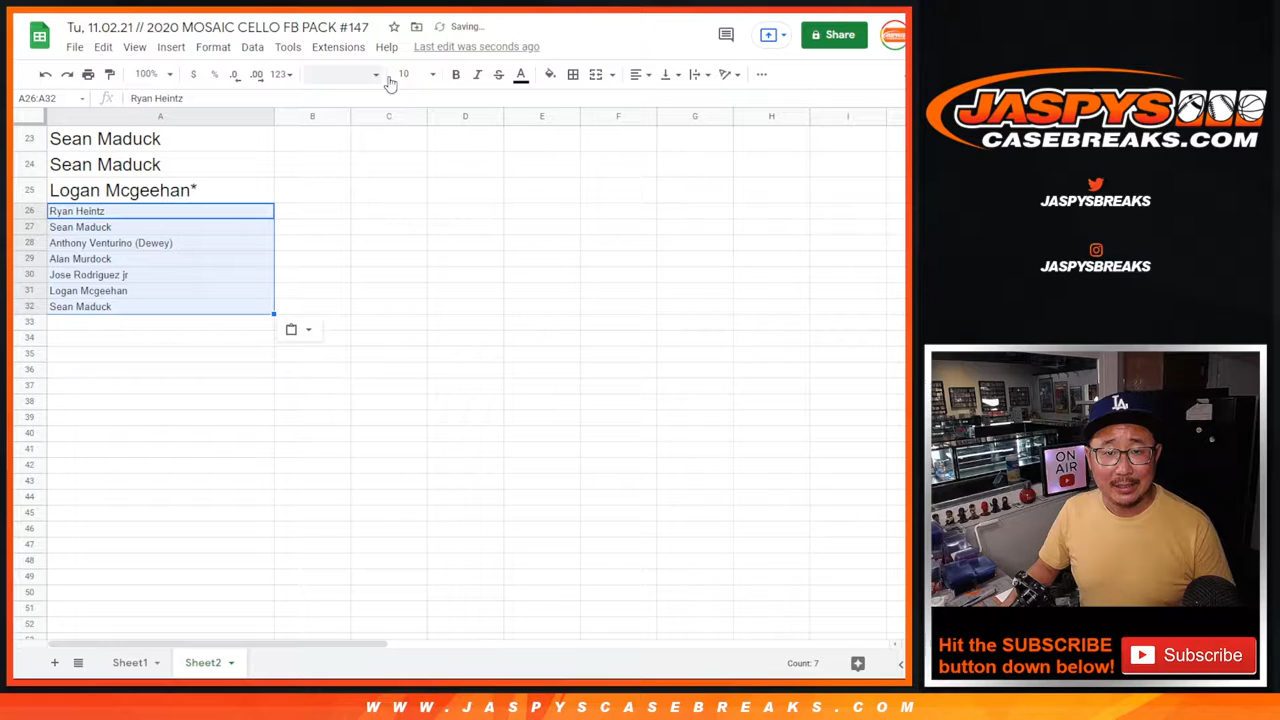 Tu, 11.02.21 // 2020 MOSAIC CELLO FB PACK #147
Saving...
File Edit View Insert Format Data Tools Extensions Help Last edit was seconds ago
Share
100% $ % .0 .00 123 10 B I S A
A26:A32 fx Ryan Heintz
A B C D E F G H I
23 Sean Maduck
24 Sean Maduck
25 Logan Mcgeehan*
26 Ryan Heintz
27 Sean Maduck
28 Anthony Venturino (Dewey)
29 Alan Murdock
30 Jose Rodriguez jr
31 Logan Mcgeehan
32 Sean Maduck
33
34
35
36
37
38
39
40
41
42
43
44
45
46
47
48
49
50
51
52
Sheet1 Sheet2 Count: 7
JASPYS
CASEBREAKS.COM
JASPYSBREAKS
JASPYSBREAKS
LA
ON
AIR
Hit the SUBSCRIBE
button down below!
Subscribe
WWW.JASPYSCASEBREAKS.COM